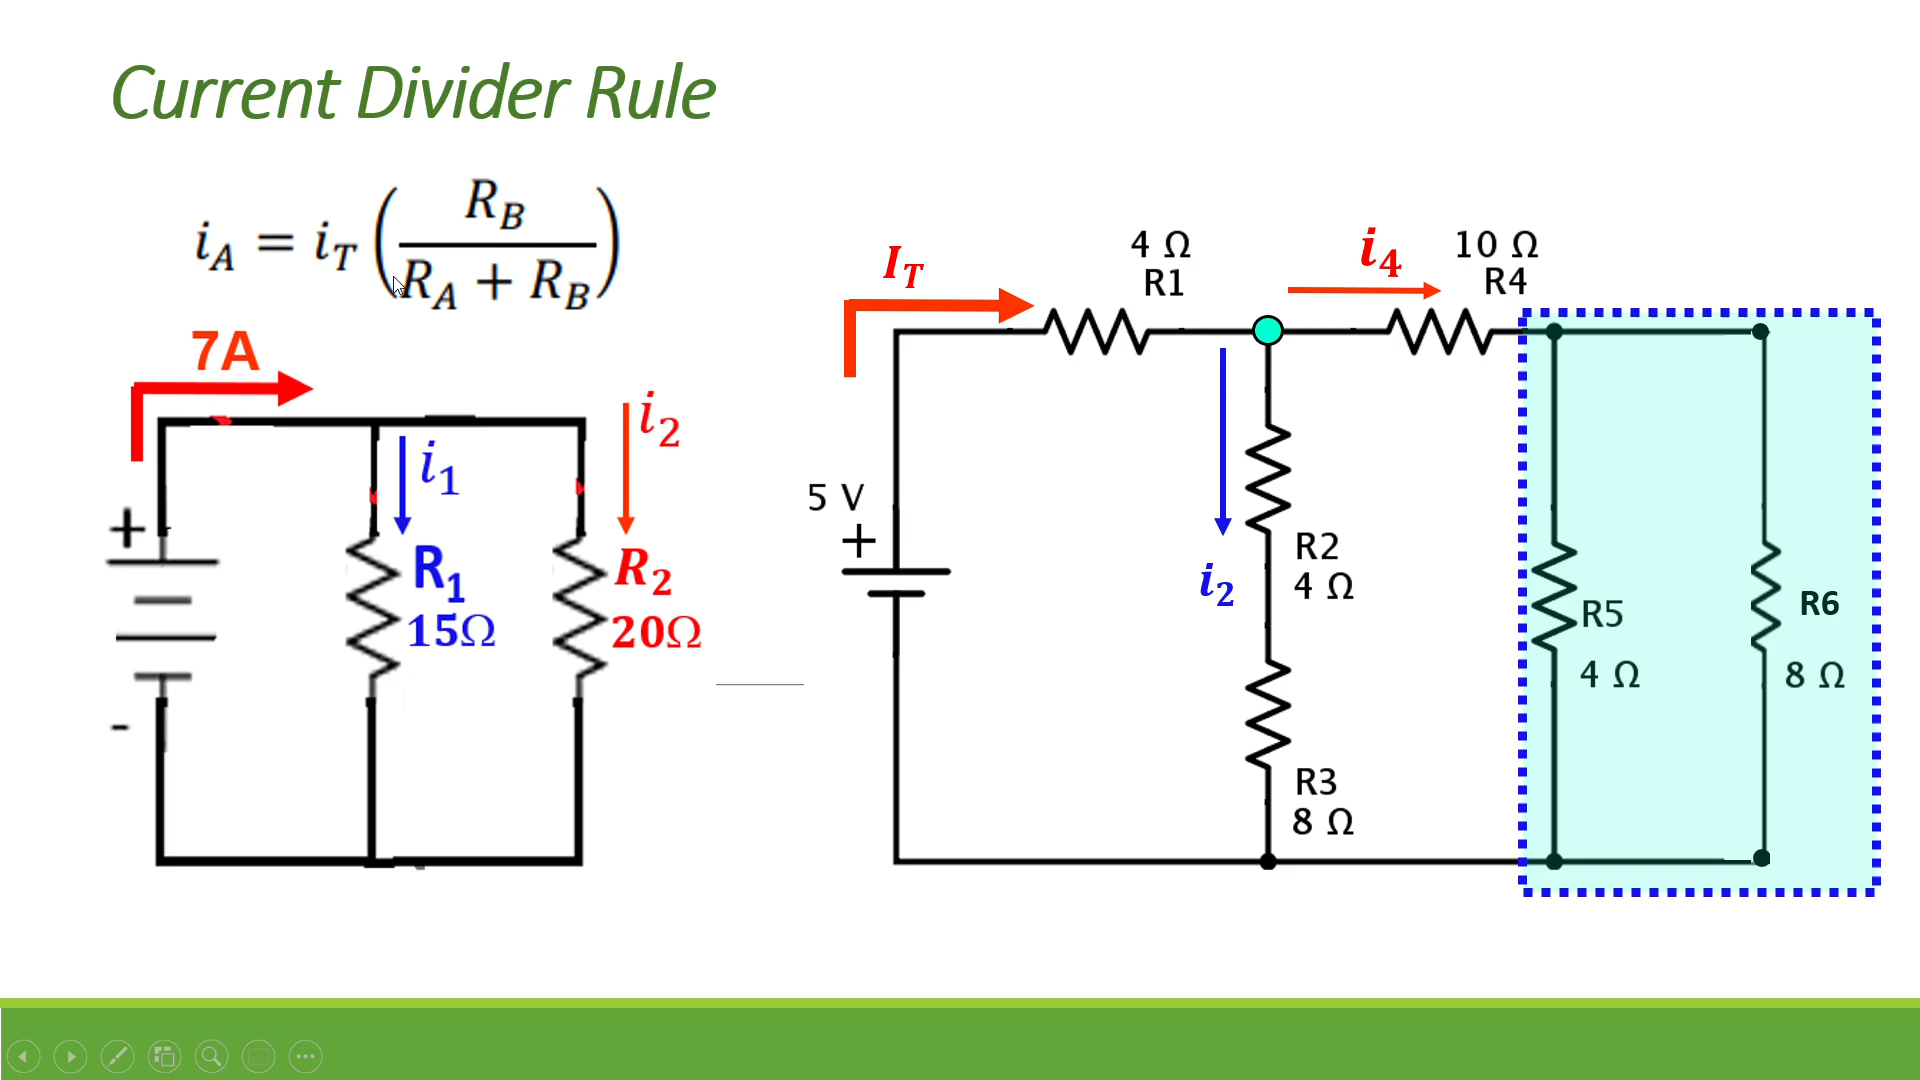 Current Divider Rule
i_A = i_T (R_B / (R_A + R_B))
7A
i_1
i_2
+
R_1
15Ω
R_2
20Ω
-
I_T
4 Ω
R1
i_4
10 Ω
R4
5 V
+
i_2
R2
4 Ω
R3
8 Ω
R5
4 Ω
R6
8 Ω